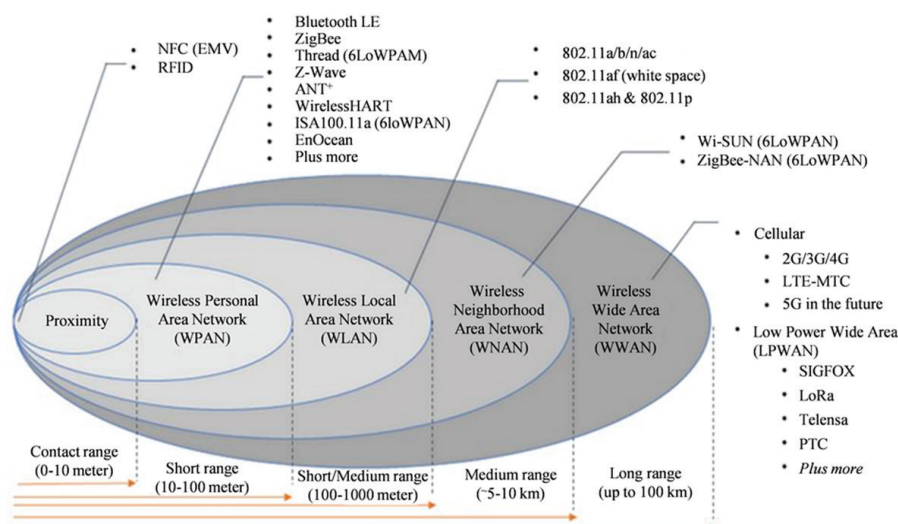 NFC (EMV)
RFID
Bluetooth LE
ZigBee
Thread (6LoWPAM)
Z-Wave
ANT+
WirelessHART
ISA100.11a (6loWPAN)
EnOcean
Plus more
802.11a/b/n/ac
802.11af (white space)
802.11ah & 802.11p
Wi-SUN (6LoWPAN)
ZigBee-NAN (6LoWPAN)
Cellular
2G/3G/4G
LTE-MTC
5G in the future
Low Power Wide Area
(LPWAN)
SIGFOX
LoRa
Telensa
PTC
Plus more
Proximity
Wireless Personal
Area Network
(WPAN)
Wireless Local
Area Network
(WLAN)
Wireless
Neighborhood
Area Network
(WNAN)
Wireless
Wide Area
Network
(WWAN)
Contact range
(0-10 meter)
Short range
(10-100 meter)
Short/Medium range
(100-1000 meter)
Medium range
(~5-10 km)
Long range
(up to 100 km)